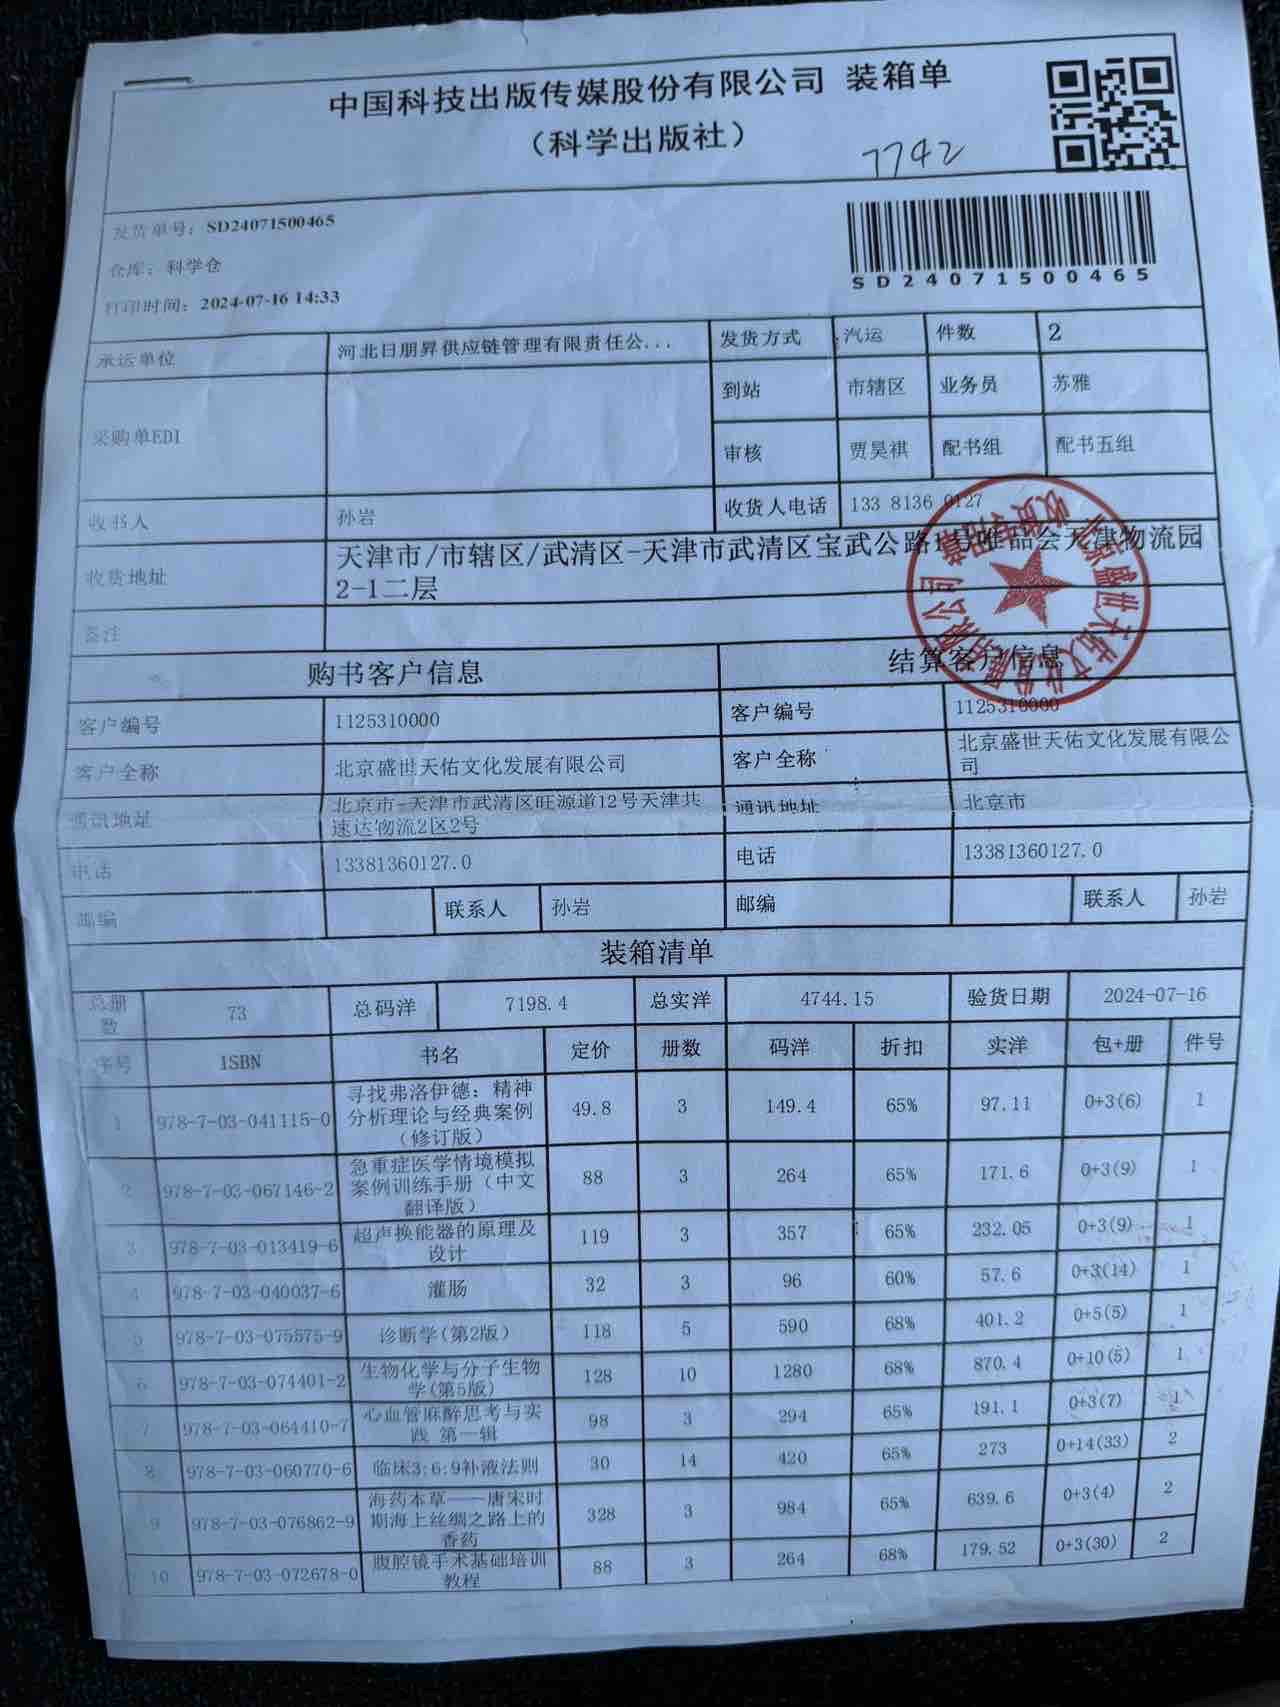 中国科技出版传媒股份有限公司 装箱单
（科学出版社）
7742
发货单号：SD24071500465
仓库：科学仓
打印时间：2024-07-16 14:33
SD24071500465
承运单位 河北日朋昇供应链管理有限责任公... 发货方式 汽运 件数 2
到站 市辖区 业务员 苏雅
采购单EDI
审核 贾昊祺 配书组 配书五组
收书人 孙岩 收货人电话 133 8136 0127
收货地址 天津市/市辖区/武清区-天津市武清区宝武公路 唯品会天津物流园
2-1二层
备注
北京盛世天佑文化发展有限公司
收货专用章
购书客户信息 结算客户信息
客户编号 1125310000 客户编号 1125310000
客户全称 北京盛世天佑文化发展有限公司 客户全称 北京盛世天佑文化发展有限公
司
通讯地址 北京市-天津市武清区旺源道12号天津共
速达物流2区2号 通讯地址 北京市
电话 13381360127.0 电话 13381360127.0
邮编 联系人 孙岩 邮编 联系人 孙岩
装箱清单
总册
数 73 总码洋 7198.4 总实洋 4744.15 验货日期 2024-07-16
序号 ISBN 书名 定价 册数 码洋 折扣 实洋 包+册 件号
1 978-7-03-041115-0 寻找弗洛伊德：精神
分析理论与经典案例
（修订版） 49.8 3 149.4 65% 97.11 0+3(6) 1
2 978-7-03-067146-2 急重症医学情境模拟
案例训练手册（中文
翻译版） 88 3 264 65% 171.6 0+3(9) 1
3 978-7-03-013419-6 超声换能器的原理及
设计 119 3 357 65% 232.05 0+3(9) 1
4 978-7-03-040037-6 灌肠 32 3 96 60% 57.6 0+3(14) 1
5 978-7-03-075575-9 诊断学(第2版) 118 5 590 68% 401.2 0+5(5) 1
6 978-7-03-074401-2 生物化学与分子生物
学(第5版) 128 10 1280 68% 870.4 0+10(5) 1
7 978-7-03-064410-7 心血管麻醉思考与实
践 第一辑 98 3 294 65% 191.1 0+3(7) 1
8 978-7-03-060770-6 临床3:6:9补液法则 30 14 420 65% 273 0+14(33) 2
9 978-7-03-076862-9 海药本草——唐宋时
期海上丝绸之路上的
香药 328 3 984 65% 639.6 0+3(4) 2
10 978-7-03-072678-0 腹腔镜手术基础培训
教程 88 3 264 68% 179.52 0+3(30) 2